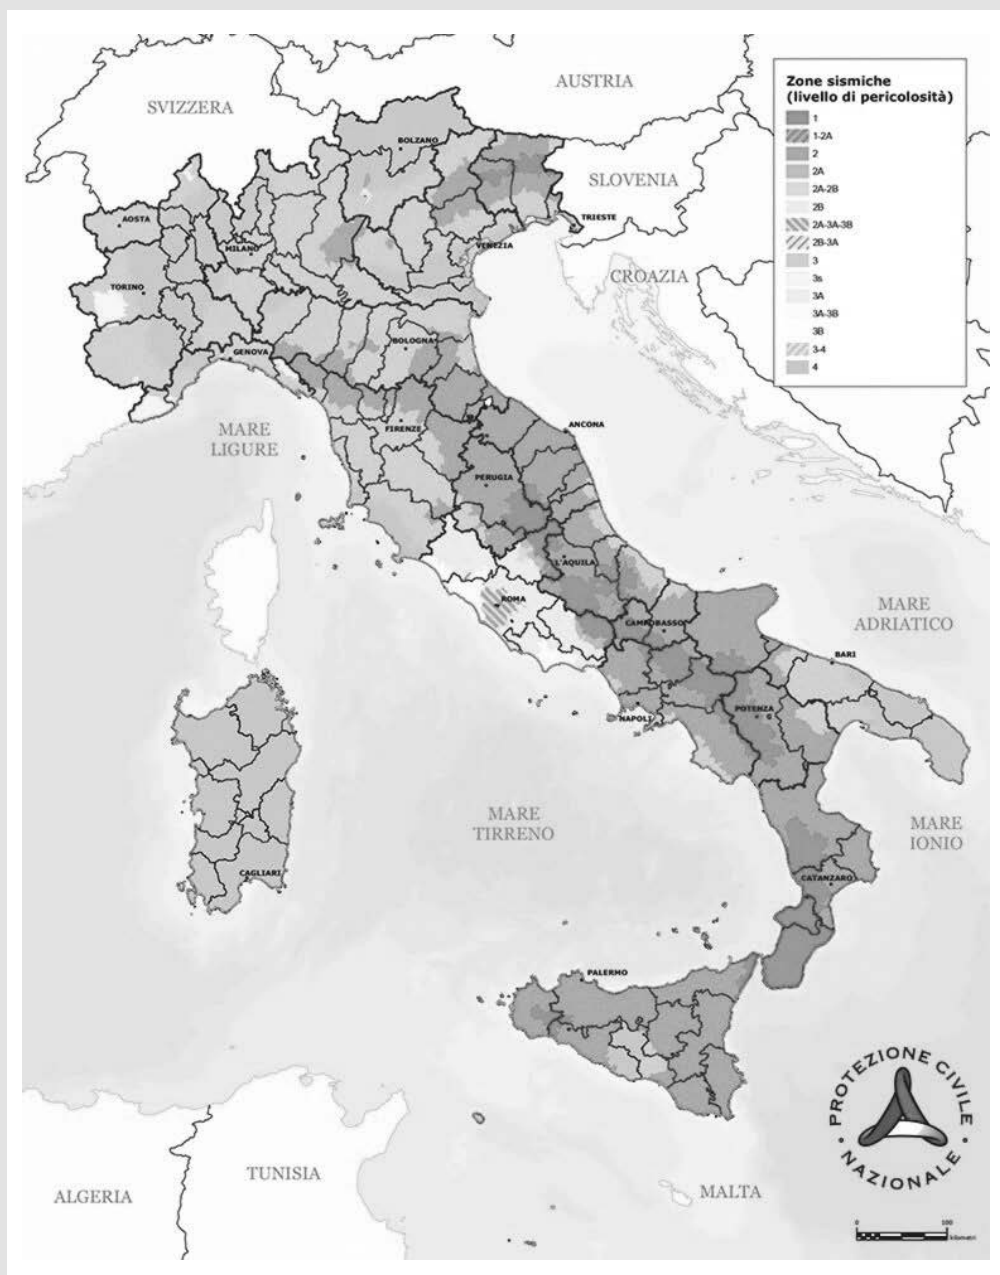 Zone sismiche
(livello di pericolosità)
1
1-2A
2
2A
2A-2B
2B
2A-3A-3B
2B-3A
3
3s
3A
3A-3B
3B
3-4
4
AUSTRIA
SVIZZERA
BOLZANO
SLOVENIA
AOSTA
TRIESTE
MILANO
VENEZIA
CROAZIA
TORINO
BOLOGNA
GENOVA
MARE
LIGURE
FIRENZE
ANCONA
PERUGIA
L'AQUILA
ROMA
MARE
ADRIATICO
CAMPOBASSO
BARI
NAPOLI
POTENZA
MARE
TIRRENO
MARE
IONIO
CAGLIARI
CATANZARO
PALERMO
PROTEZIONE CIVILE
NAZIONALE
TUNISIA
ALGERIA
MALTA
0 100
kilometri